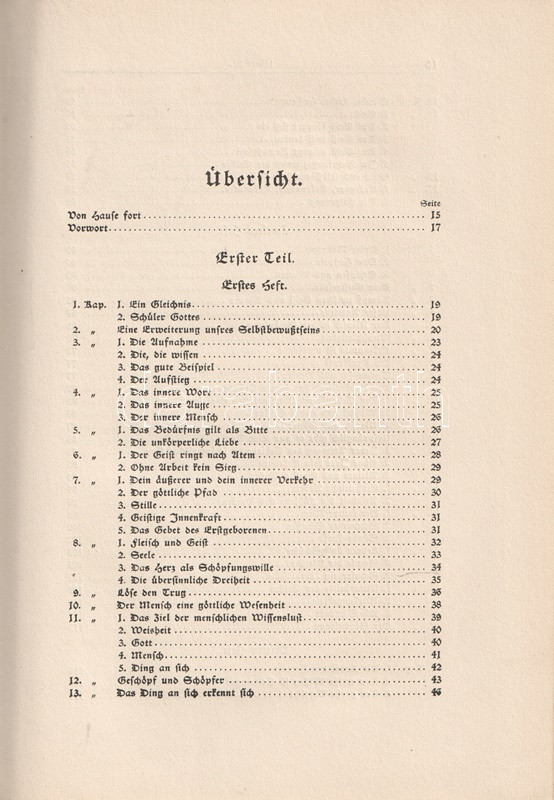 Übersicht.
Seite
Von Hause fort 15
Vorwort 17
Erster Teil.
Erstes Heft.
1. Kap. 1. Ein Gleichnis 19
2. Schüler Gottes 19
2. „ Eine Erweiterung unsres Selbstbewußtseins 20
3. „ 1. Die Aufnahme 23
2. Die, die wissen 24
3. Das gute Beispiel 24
4. Der Aufstieg 24
4. „ 1. Das innere Wort 25
2. Das innere Auge 25
3. Der innere Mensch 26
5. „ 1. Das Bedürfnis gilt als Bitte 26
2. Die unkörperliche Liebe 27
6. „ 1. Der Geist ringt nach Atem 28
2. Ohne Arbeit kein Sieg 29
7. „ 1. Dein äußerer und dein innerer Verkehr 29
2. Der göttliche Pfad 30
3. Stille 31
4. Geistige Innenkraft 31
5. Das Gebet des Erstgeborenen 31
8. „ 1. Fleisch und Geist 32
2. Seele 33
3. Das Herz als Schöpfungswille 34
4. Die übersinnliche Dreiheit 35
9. „ Löse den Trug 36
10. „ Der Mensch eine göttliche Wesenheit 38
11. „ 1. Das Ziel der menschlichen Wissenslust 39
2. Weisheit 40
3. Gott 40
4. Mensch 41
5. Ding an sich 42
12. „ Geschöpf und Schöpfer 43
13. „ Das Ding an sich erkennt sich 46